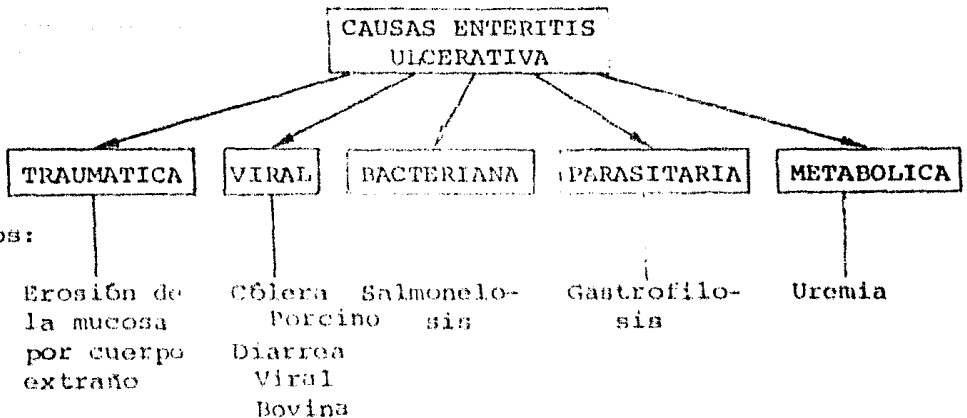 CAUSAS ENTERITIS
ULCERATIVA
TRAUMATICA
VIRAL
BACTERIANA
PARASITARIA
METABOLICA
os:
Erosión de
la mucosa
por cuerpo
extraño
Cólera
Porcino
Diarrea
Viral
Bovina
Salmonelo-
sis
Gastrofilo-
sis
Uremia